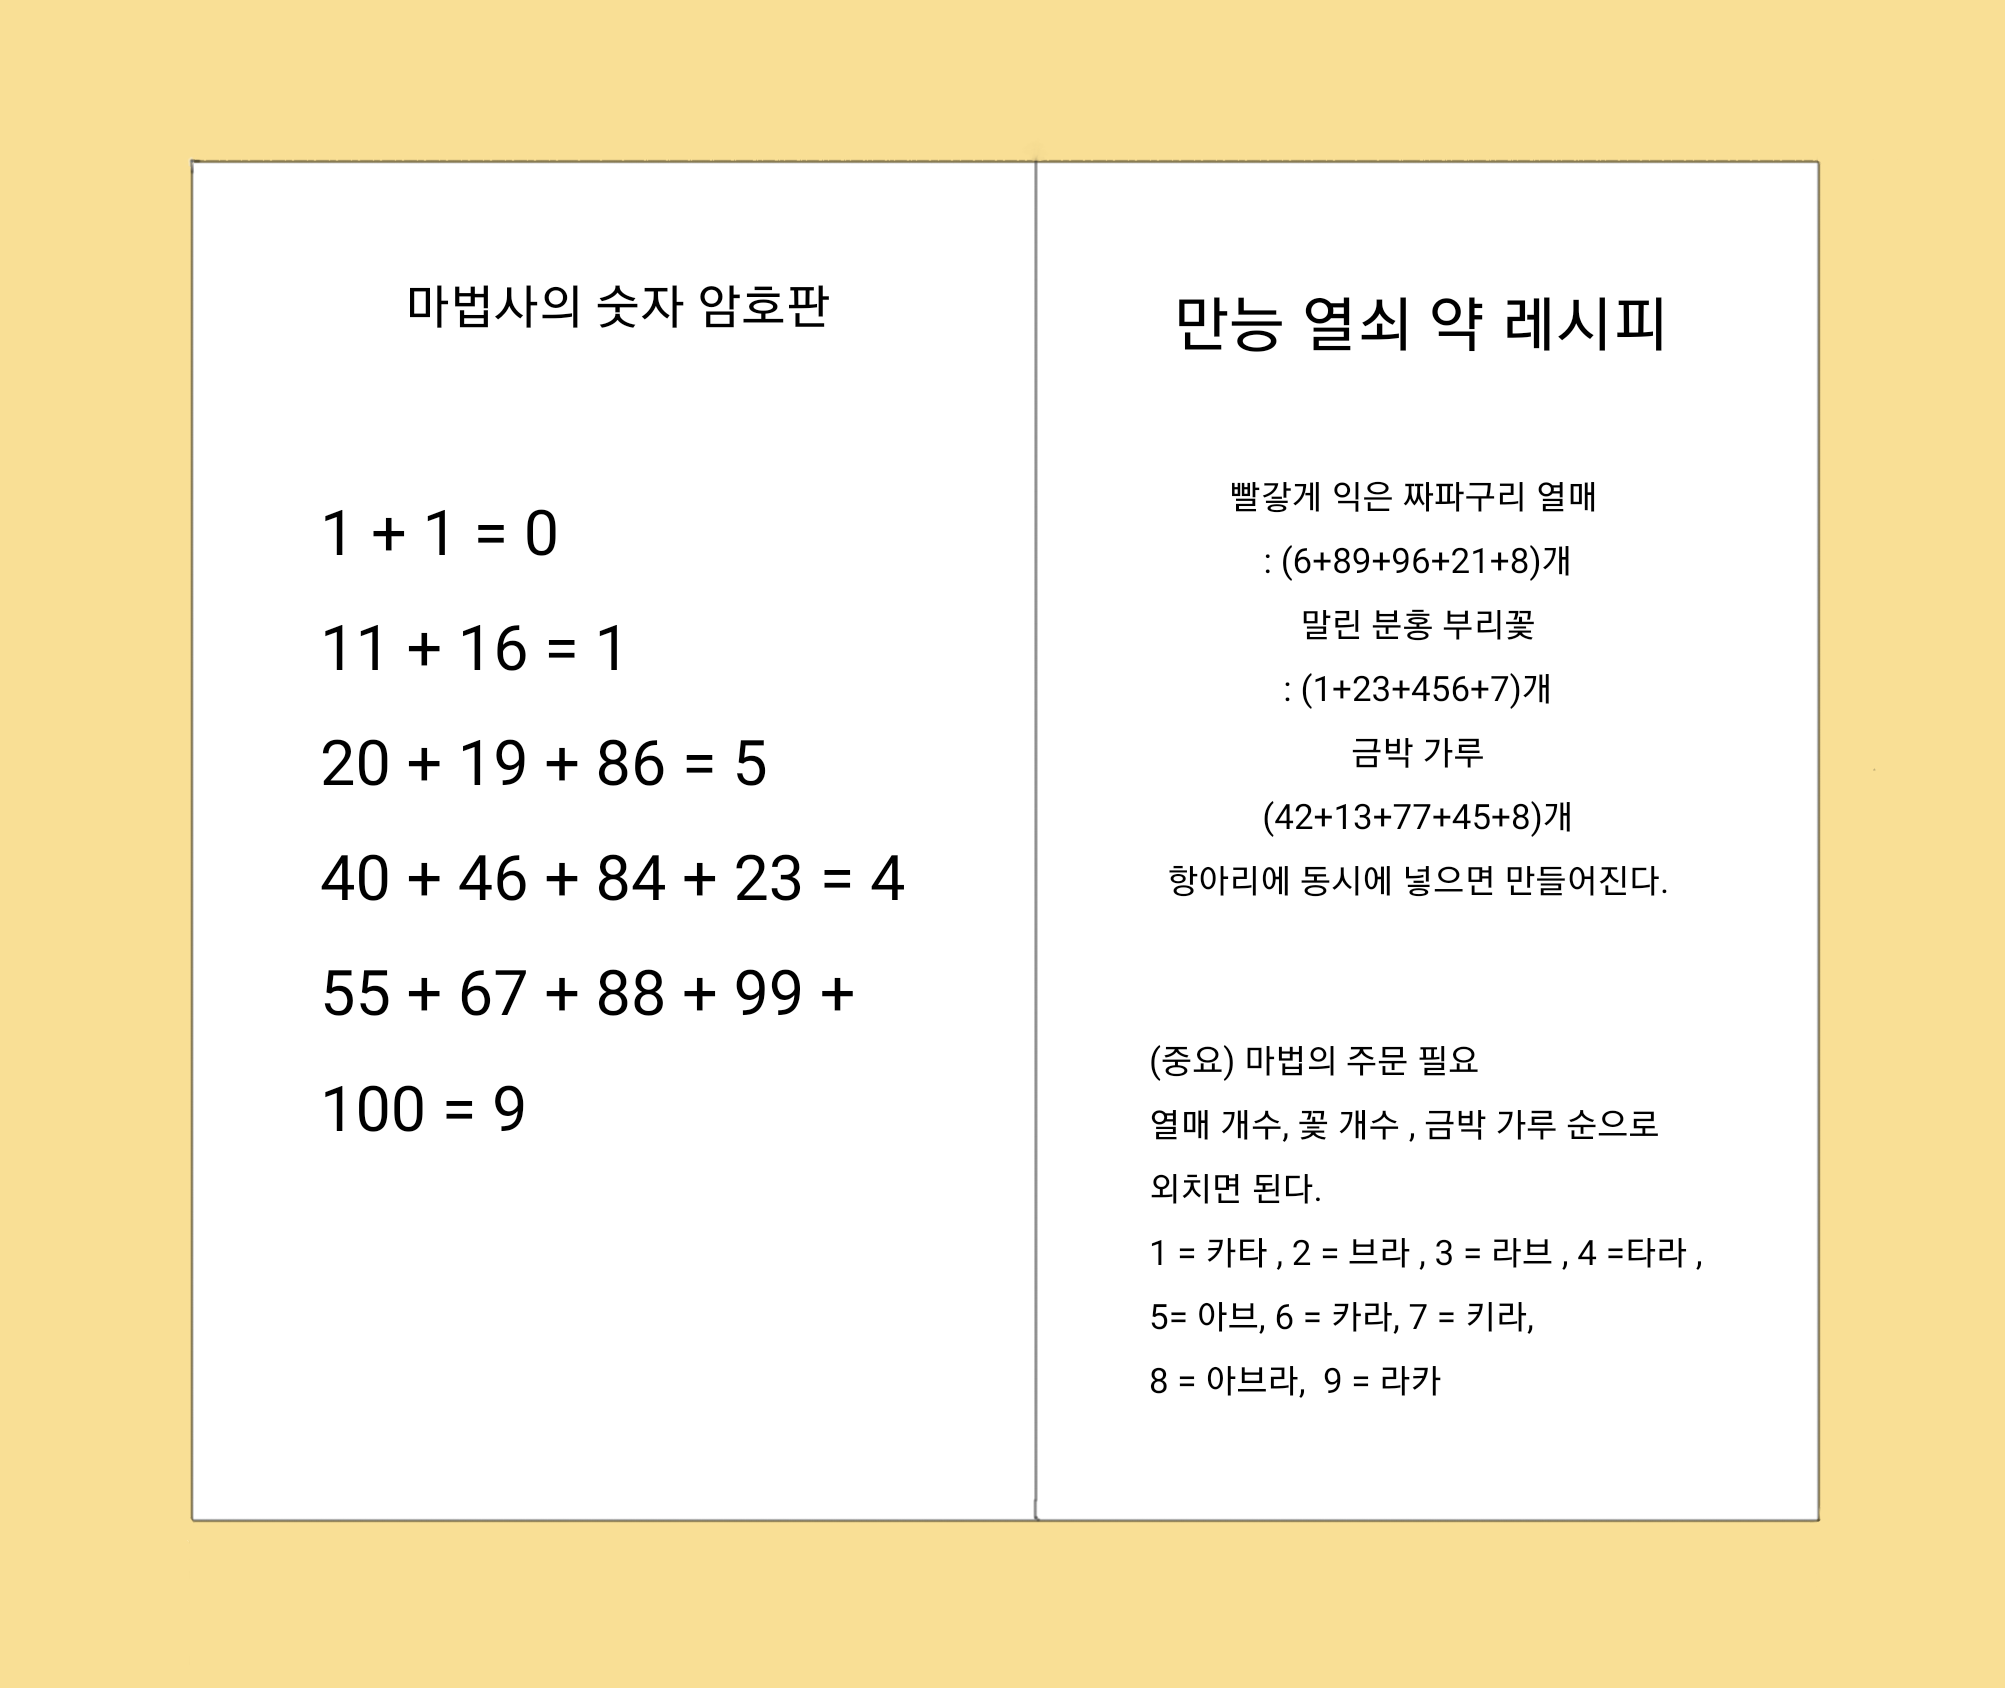 마법사의 숫자 암호판
1 + 1 = 0
11 + 16 = 1
20 + 19 + 86 = 5
40 + 46 + 84 + 23 = 4
55 + 67 + 88 + 99 +
100 = 9
만능 열쇠 약 레시피
빨갛게 익은 짜파구리 열매
: (6+89+96+21+8)개
말린 분홍 부리꽃
: (1+23+456+7)개
금박 가루
(42+13+77+45+8)개
항아리에 동시에 넣으면 만들어진다.
(중요) 마법의 주문 필요
열매 개수, 꽃 개수 , 금박 가루 순으로
외치면 된다.
1 = 카타 , 2 = 브라 , 3 = 라브 , 4 =타라 ,
5= 아브, 6 = 카라, 7 = 키라,
8 = 아브라,  9 = 라카